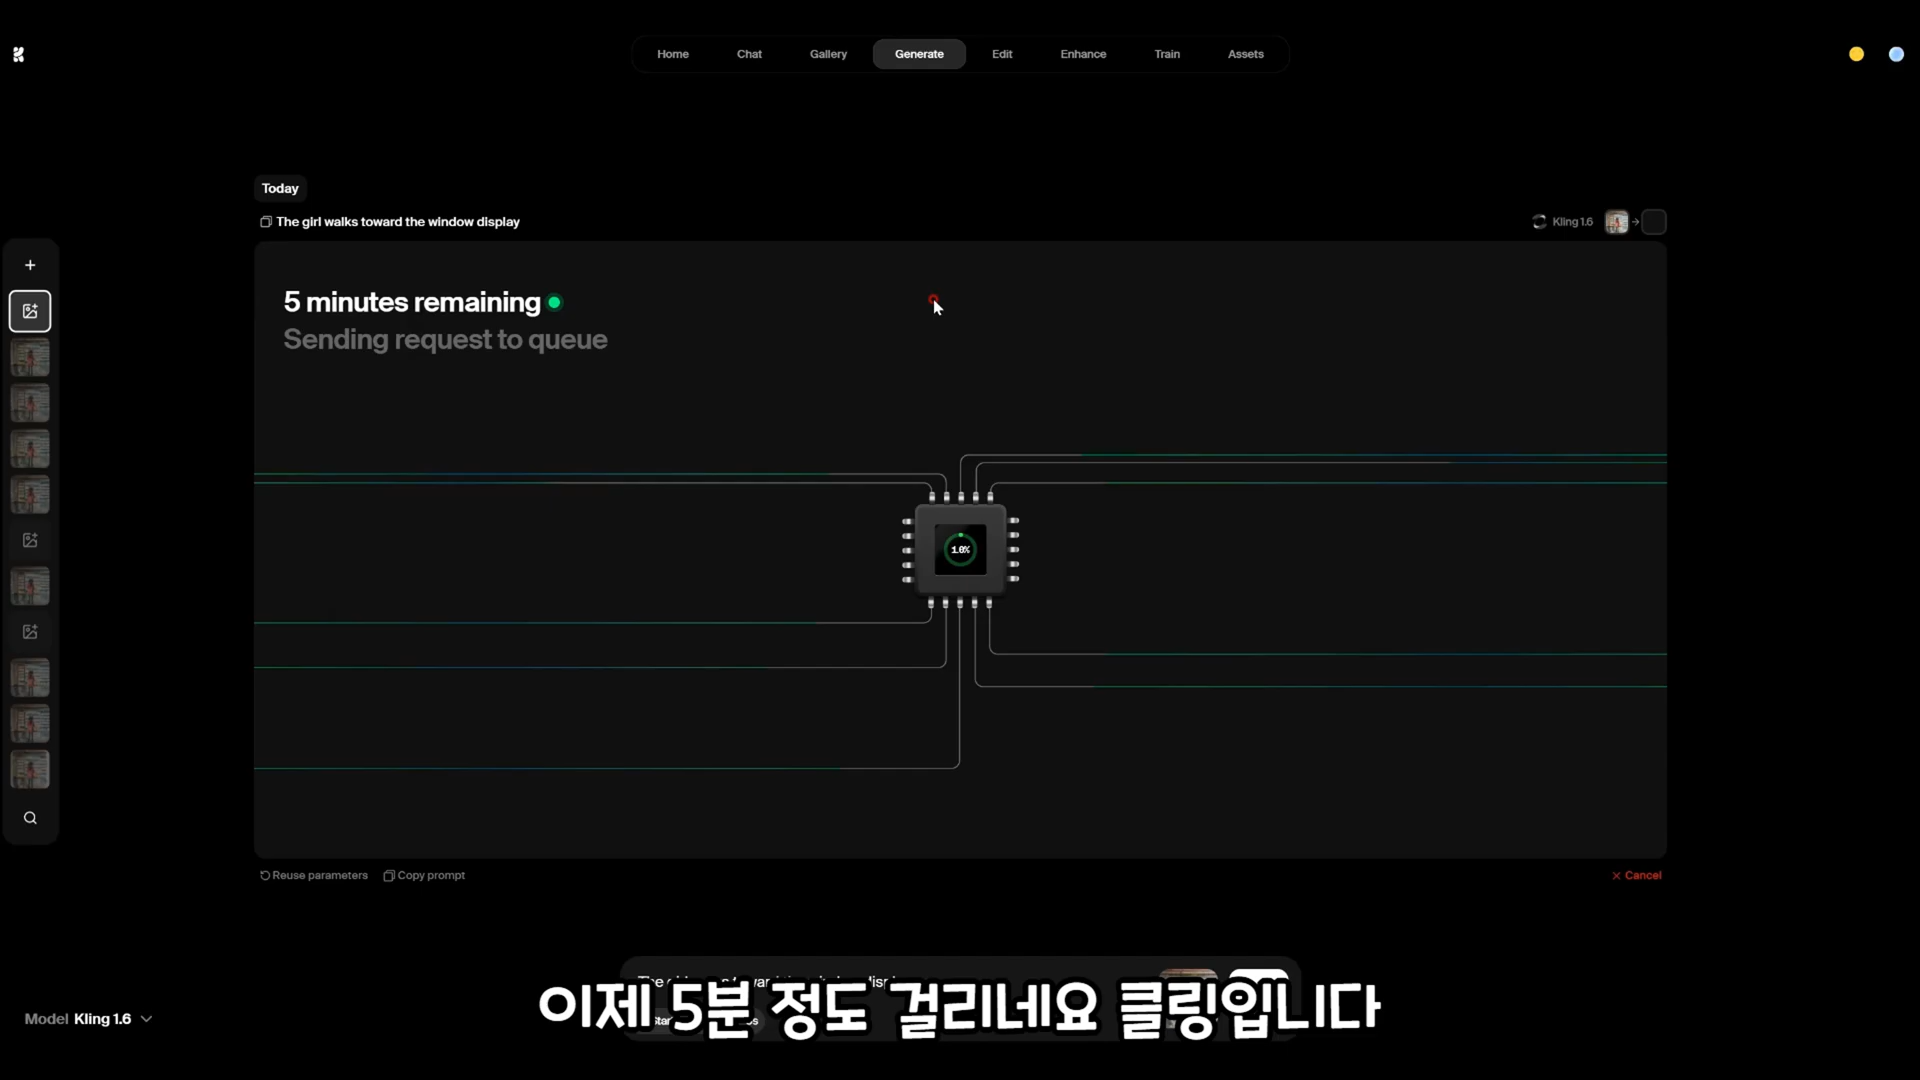 Home Chat Gallery Generate Edit Enhance Train Assets
Today
The girl walks toward the window display
Kling 1.6
5 minutes remaining
Sending request to queue
1.0%
Reuse parameters Copy prompt
Cancel
이제 5분 정도 걸리네요 클링입니다
Model Kling 1.6